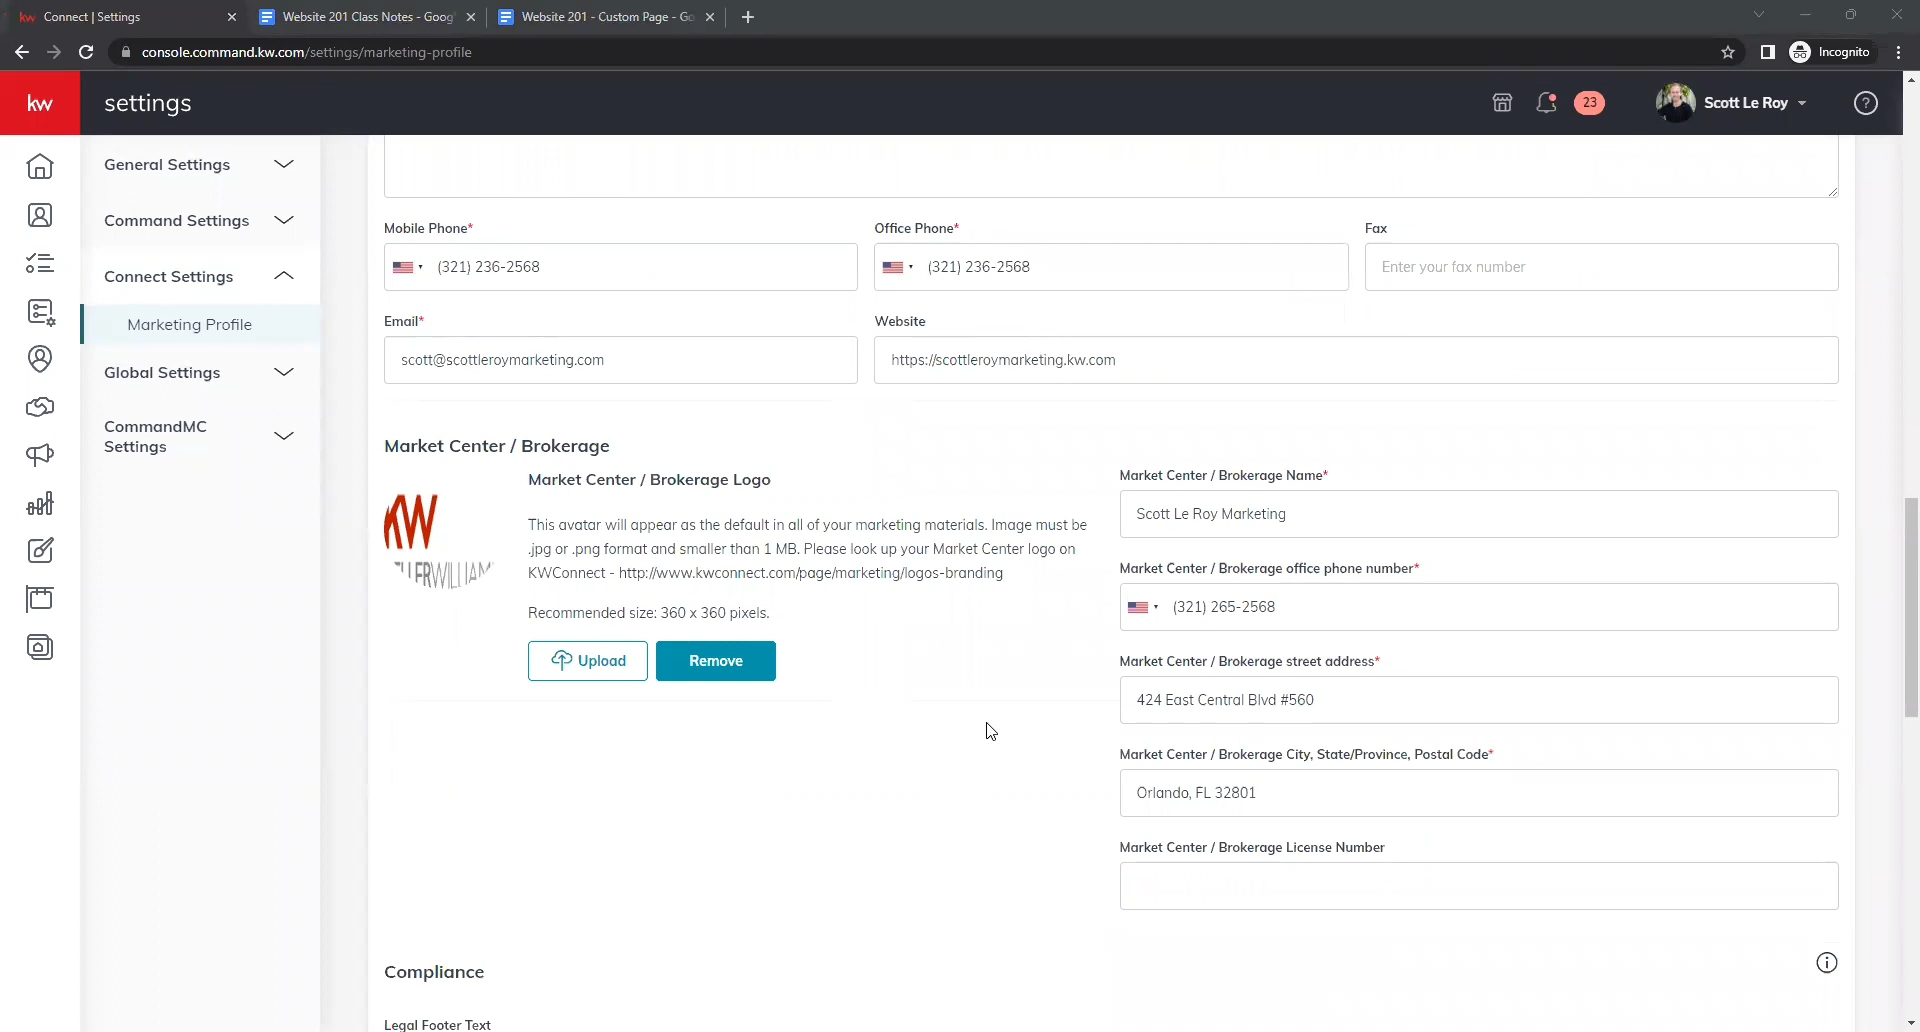 kw Connect | Settings
Website 201 Class Notes - Goog
Website 201 - Custom Page - Go
console.command.kw.com/settings/marketing-profile
Incognito
kw
settings
23
Scott Le Roy
General Settings
Command Settings
Connect Settings
Marketing Profile
Global Settings
CommandMC
Settings
Mobile Phone*
Office Phone*
Fax
(321) 236-2568
(321) 236-2568
Enter your fax number
Email*
Website
scott@scottleroymarketing.com
https://scottleroymarketing.kw.com
Market Center / Brokerage
Market Center / Brokerage Logo
KW
This avatar will appear as the default in all of your marketing materials. Image must be
.jpg or .png format and smaller than 1 MB. Please look up your Market Center logo on
KWConnect - http://www.kwconnect.com/page/marketing/logos-branding
Recommended size: 360 x 360 pixels.
Upload
Remove
Market Center / Brokerage Name*
Scott Le Roy Marketing
Market Center / Brokerage office phone number*
(321) 265-2568
Market Center / Brokerage street address*
424 East Central Blvd #560
Market Center / Brokerage City, State/Province, Postal Code*
Orlando, FL 32801
Market Center / Brokerage License Number
Compliance
Legal Footer Text